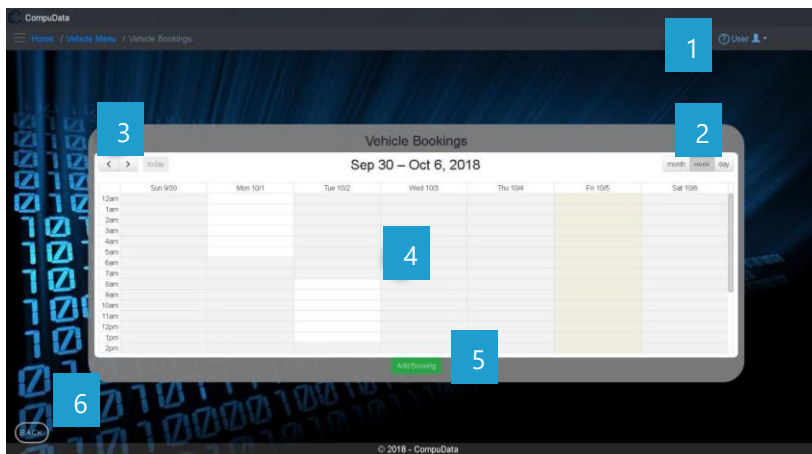 CompuData
Home / Vehicle Menu / Vehicle Bookings
1
User
3
2
Vehicle Bookings
today
Sep 30 – Oct 6, 2018
month week day
Sun 9/30 Mon 10/1 Tue 10/2 Wed 10/3 Thu 10/4 Fri 10/5 Sat 10/6
12am
1am
2am
3am
4am
5am
4
6am
7am
8am
9am
10am
11am
12pm
1pm
2pm
Add Booking
5
6
BACK
© 2018 - CompuData